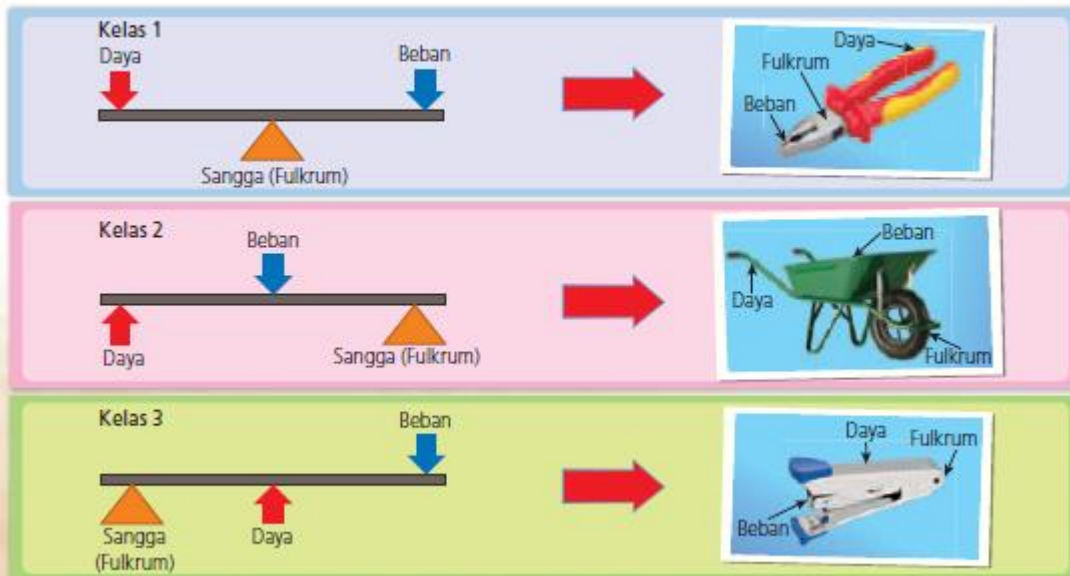 Kelas 1
Daya
Beban
Sangga (Fulkrum)
Daya
Fulkrum
Beban
Kelas 2
Beban
Daya
Sangga (Fulkrum)
Beban
Daya
Fulkrum
Kelas 3
Beban
Sangga
(Fulkrum)
Daya
Daya
Fulkrum
Beban